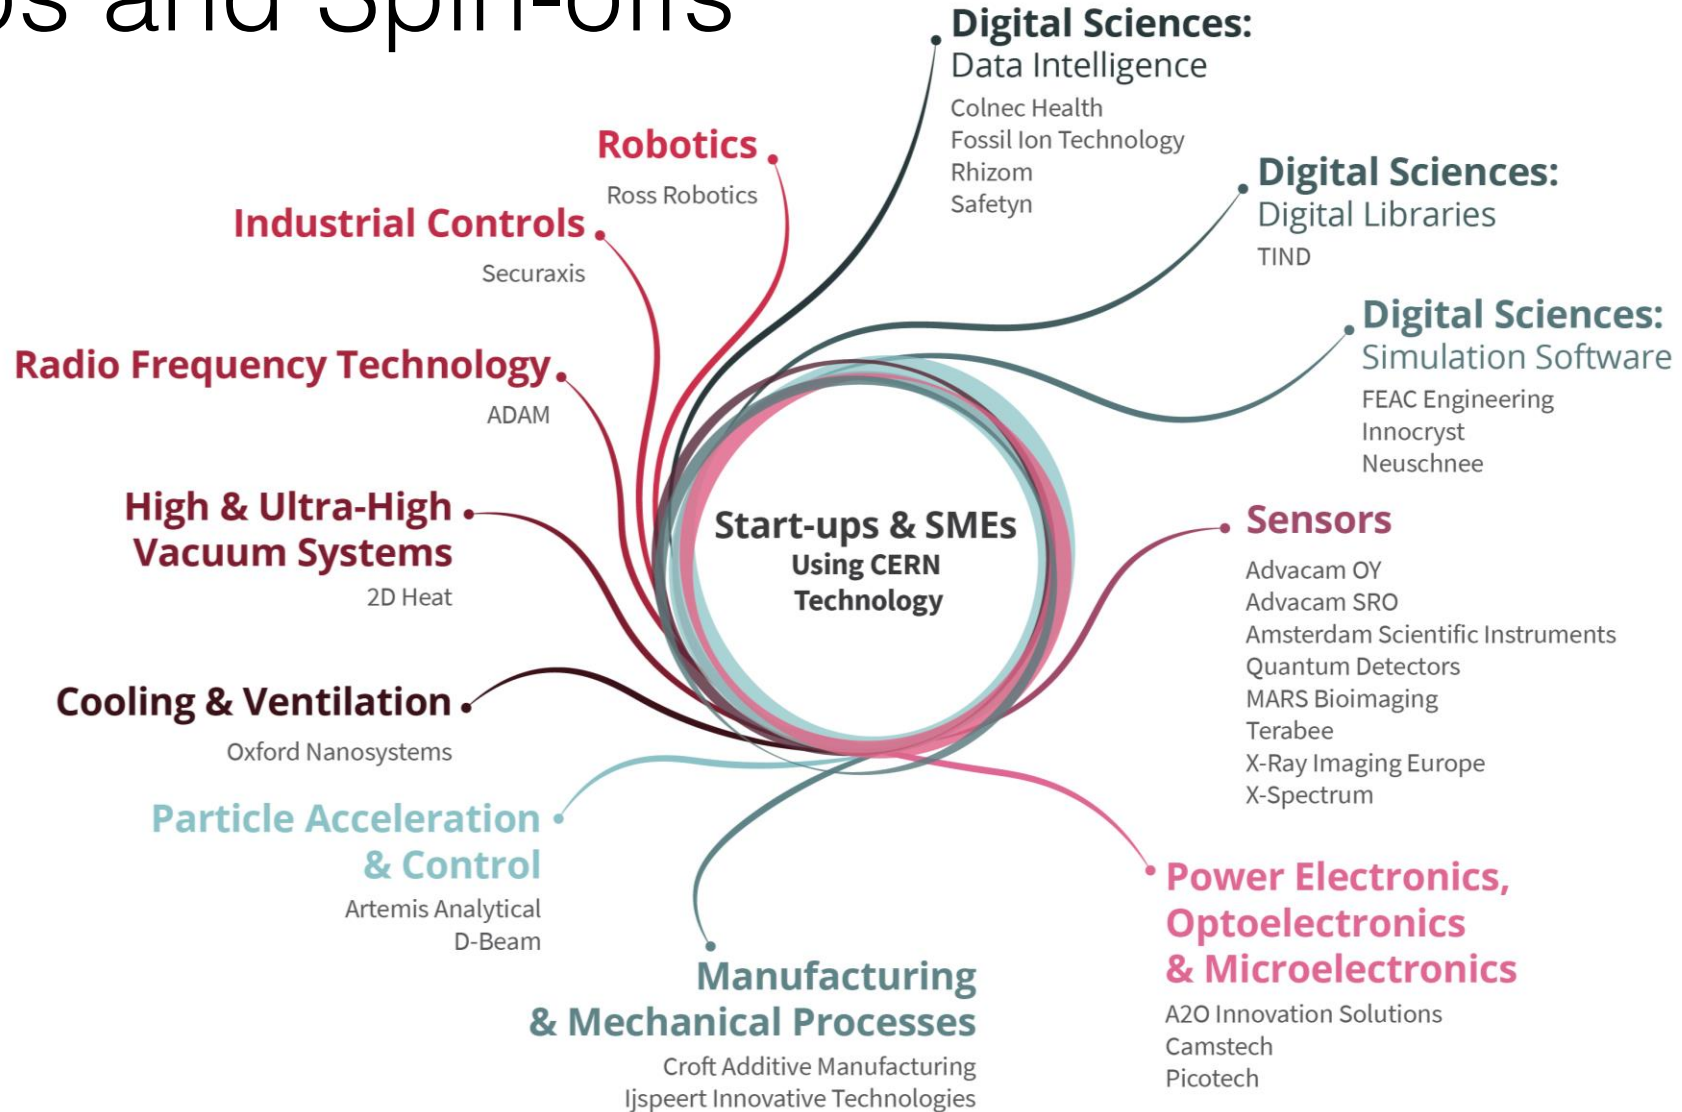 and Spin-offs
Digital Sciences:
Data Intelligence
Colnec Health
Fossil Ion Technology
Rhizom
Safetyn
Robotics
Ross Robotics
Digital Sciences:
Digital Libraries
TIND
Industrial Controls
Securaxis
Digital Sciences:
Simulation Software
FEAC Engineering
Innocryst
Neuschnee
Radio Frequency Technology
ADAM
High & Ultra-High
Vacuum Systems
2D Heat
Start-ups & SMEs
Using CERN
Technology
Sensors
Advacam OY
Advacam SRO
Amsterdam Scientific Instruments
Quantum Detectors
MARS Bioimaging
Terabee
X-Ray Imaging Europe
X-Spectrum
Cooling & Ventilation
Oxford Nanosystems
Particle Acceleration
& Control
Artemis Analytical
D-Beam
Power Electronics,
Optoelectronics
& Microelectronics
A2O Innovation Solutions
Camstech
Picotech
Manufacturing
& Mechanical Processes
Croft Additive Manufacturing
Ijspeert Innovative Technologies